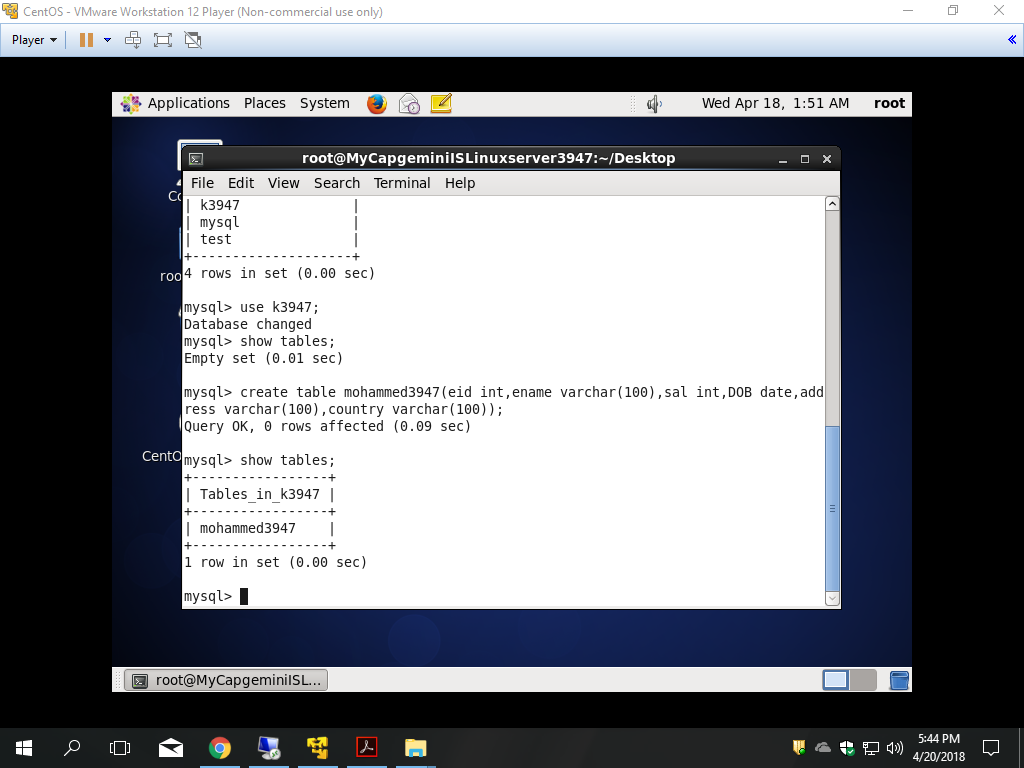 CentOS - VMware Workstation 12 Player (Non-commercial use only)
Player
Applications Places System Wed Apr 18, 1:51 AM root
root@MyCapgeminiISLinuxserver3947:~/Desktop
File Edit View Search Terminal Help
| k3947 |
| mysql |
| test |
+--------------------+
4 rows in set (0.00 sec)
mysql> use k3947;
Database changed
mysql> show tables;
Empty set (0.01 sec)
mysql> create table mohammed3947(eid int,ename varchar(100),sal int,DOB date,add
ress varchar(100),country varchar(100));
Query OK, 0 rows affected (0.09 sec)
mysql> show tables;
+-----------------+
| Tables_in_k3947 |
+-----------------+
| mohammed3947 |
+-----------------+
1 row in set (0.00 sec)
mysql>
Co
roo
CentO
root@MyCapgeminiISL...
5:44 PM
4/20/2018